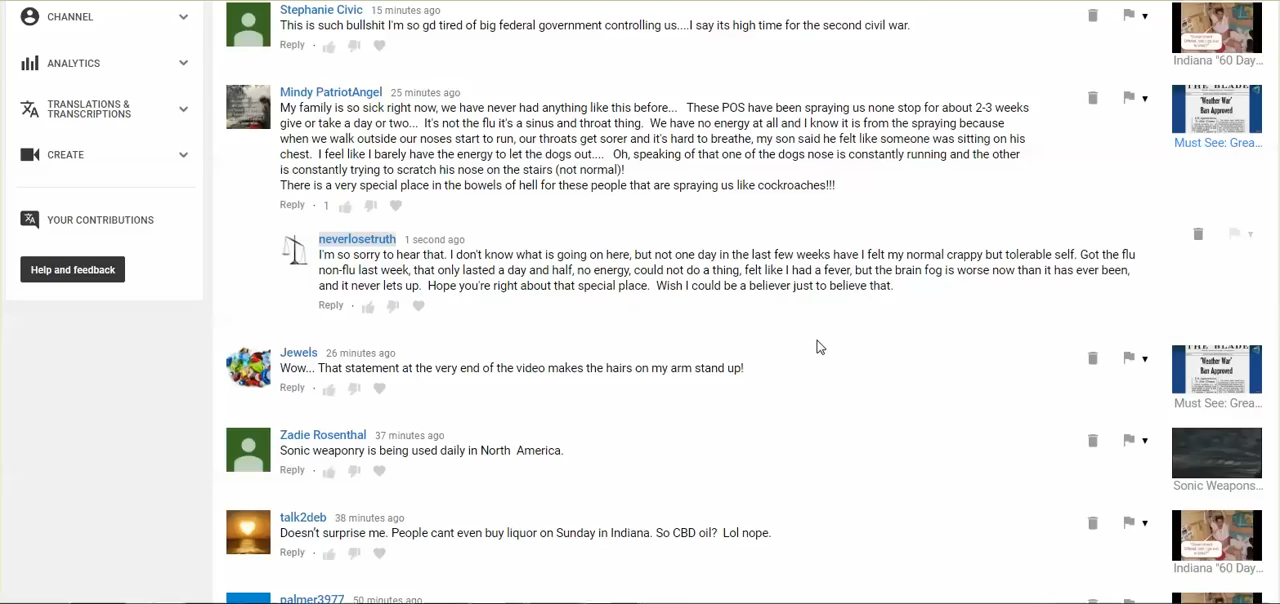 CHANNEL
ANALYTICS
TRANSLATIONS &
TRANSCRIPTIONS
CREATE
YOUR CONTRIBUTIONS
Help and feedback
Stephanie Civic 15 minutes ago
This is such bullshit I'm so gd tired of big federal government controlling us....I say its high time for the second civil war.
Reply ·
Indiana "60 Day...
Mindy PatriotAngel 25 minutes ago
My family is so sick right now, we have never had anything like this before... These POS have been spraying us none stop for about 2-3 weeks
give or take a day or two... It's not the flu it's a sinus and throat thing. We have no energy at all and I know it is from the spraying because
when we walk outside our noses start to run, our throats get sorer and it's hard to breathe, my son said he felt like someone was sitting on his
chest. I feel like I barely have the energy to let the dogs out.... Oh, speaking of that one of the dogs nose is constantly running and the other
is constantly trying to scratch his nose on the stairs (not normal)!
There is a very special place in the bowels of hell for these people that are spraying us like cockroaches!!!
Reply · 1
'Weather War'
Ban Approved
Must See: Grea...
neverlosetruth 1 second ago
I'm so sorry to hear that. I don't know what is going on here, but not one day in the last few weeks have I felt my normal crappy but tolerable self. Got the flu
non-flu last week, that only lasted a day and half, no energy, could not do a thing, felt like I had a fever, but the brain fog is worse now than it has ever been,
and it never lets up. Hope you're right about that special place. Wish I could be a believer just to believe that.
Reply ·
Jewels 26 minutes ago
Wow... That statement at the very end of the video makes the hairs on my arm stand up!
Reply ·
THE BLADE
'Weather War'
Ban Approved
Must See: Grea...
Zadie Rosenthal 37 minutes ago
Sonic weaponry is being used daily in North America.
Reply ·
Sonic Weapons...
talk2deb 38 minutes ago
Doesn't surprise me. People cant even buy liquor on Sunday in Indiana. So CBD oil? Lol nope.
Reply ·
Indiana "60 Day...
palmer3977 50 minutes ago